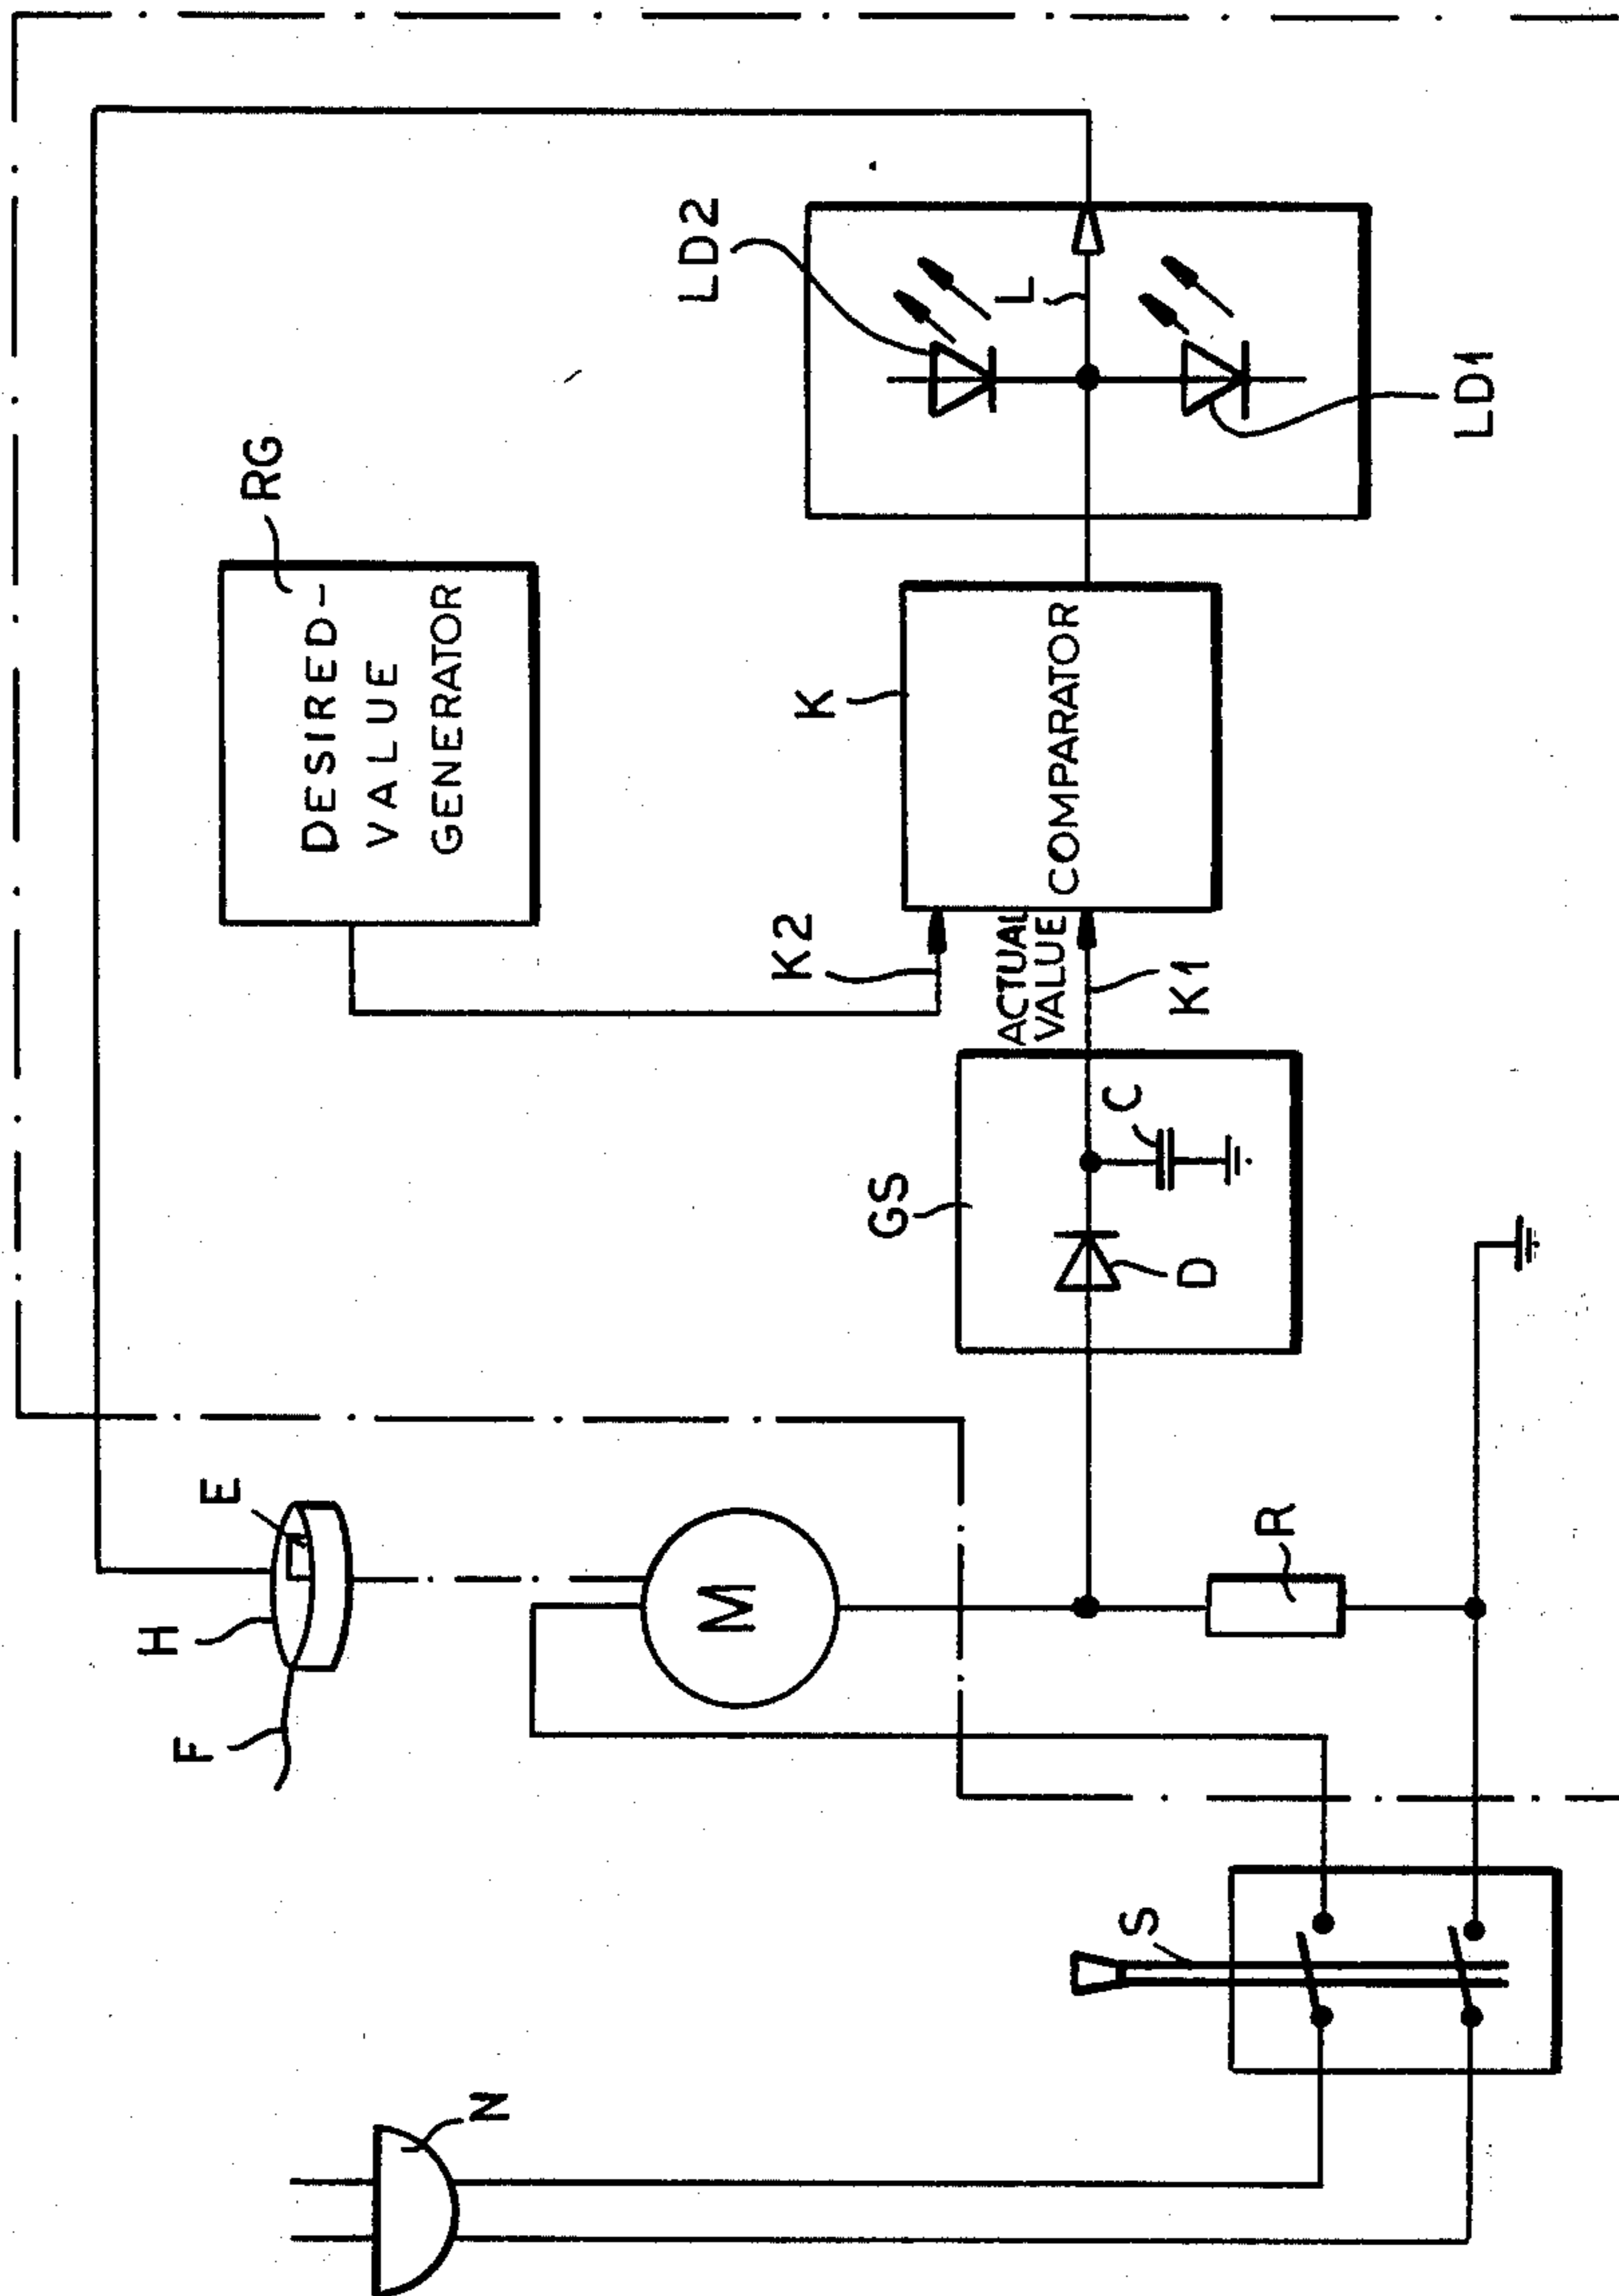 RG
DESIRED-
VALUE
GENERATOR
LD2
L
LD1
K
COMPARATOR
K2
ACTUAL
VALUE
K1
GS
C
D
E
H
F
M
R
S
N